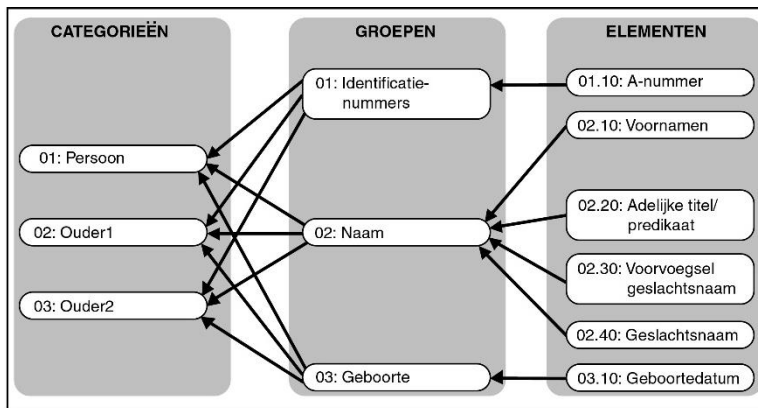 CATEGORIEËN
01: Persoon
02: Ouder1
03: Ouder2
GROEPEN
01: Identificatie-
nummers
02: Naam
03: Geboorte
ELEMENTEN
01.10: A-nummer
02.10: Voornamen
02.20: Adelijke titel/
predikaat
02.30: Voorvoegsel
geslachtsnaam
02.40: Geslachtsnaam
03.10: Geboortedatum